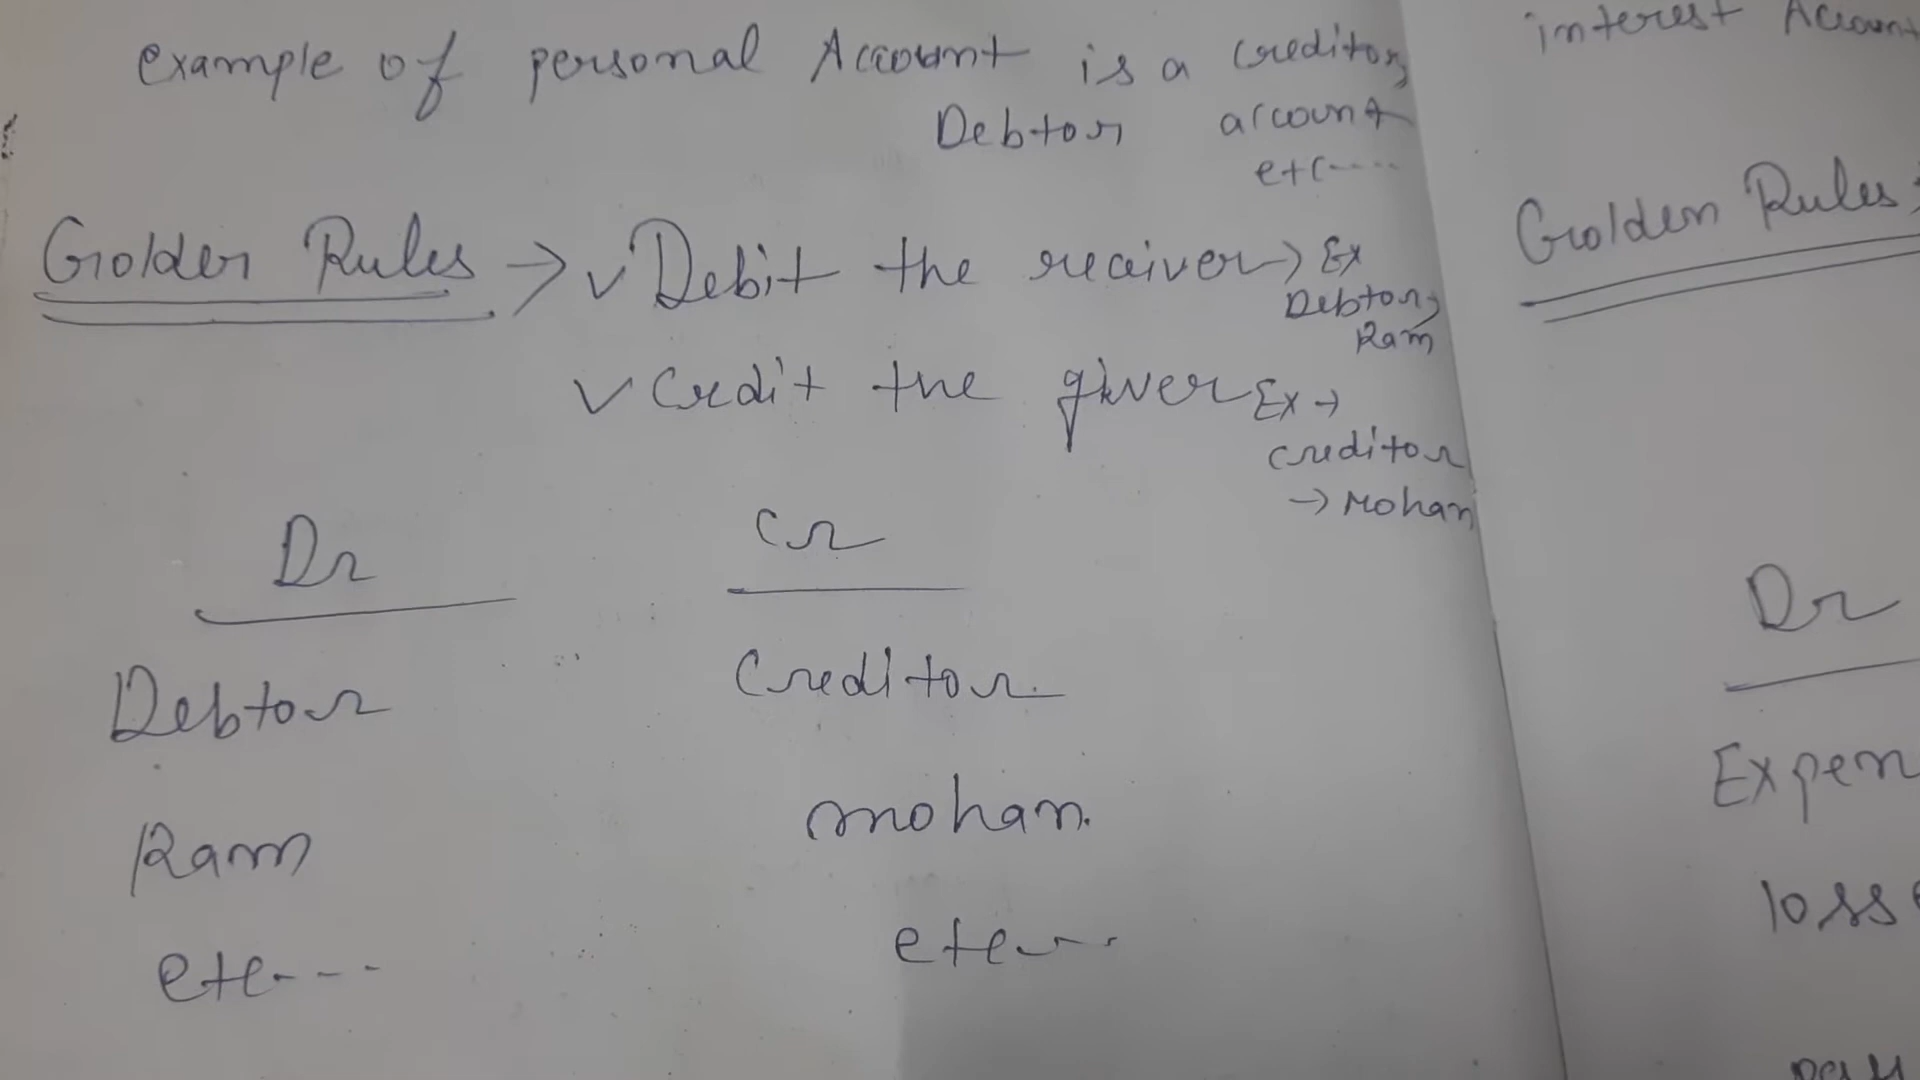 example of personal Account is a creditor,
Debtor account
etc----
Golden Rules → ✓ Debit the receiver → Ex
Debtor,
Ram
✓ Credit the giver Ex →
creditor
→ Mohan
Dr Cr
Debtor Creditor
Ram mohan.
etc--- etc---
interest Account
Golden Rules
Dr
Expen
loss